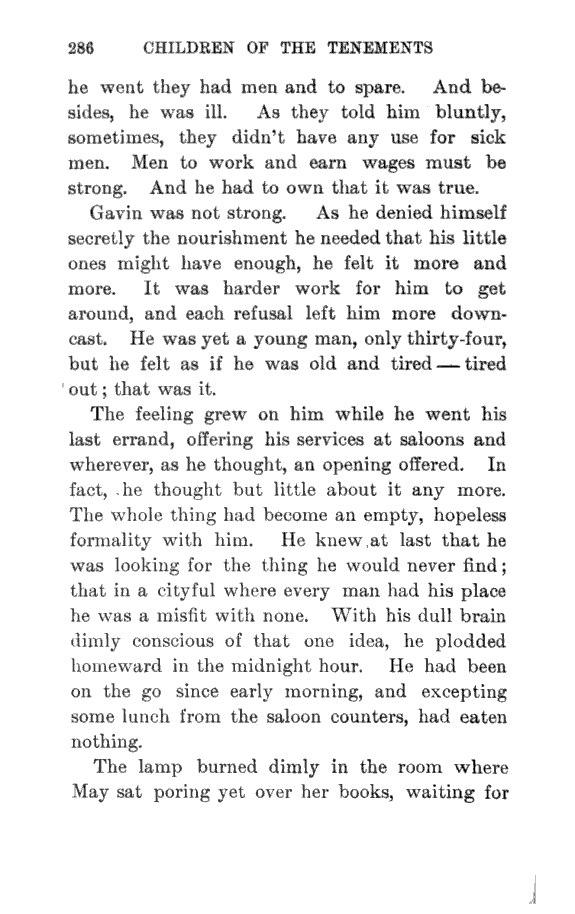 286 CHILDREN OF THE TENEMENTS
he went they had men and to spare. And be-
sides, he was ill. As they told him bluntly,
sometimes, they didn't have any use for sick
men. Men to work and earn wages must be
strong. And he had to own that it was true.
Gavin was not strong. As he denied himself
secretly the nourishment he needed that his little
ones might have enough, he felt it more and
more. It was harder work for him to get
around, and each refusal left him more down-
cast. He was yet a young man, only thirty-four,
but he felt as if he was old and tired — tired
out; that was it.
The feeling grew on him while he went his
last errand, offering his services at saloons and
wherever, as he thought, an opening offered. In
fact, he thought but little about it any more.
The whole thing had become an empty, hopeless
formality with him. He knew at last that he
was looking for the thing he would never find;
that in a cityful where every man had his place
he was a misfit with none. With his dull brain
dimly conscious of that one idea, he plodded
homeward in the midnight hour. He had been
on the go since early morning, and excepting
some lunch from the saloon counters, had eaten
nothing.
The lamp burned dimly in the room where
May sat poring yet over her books, waiting for